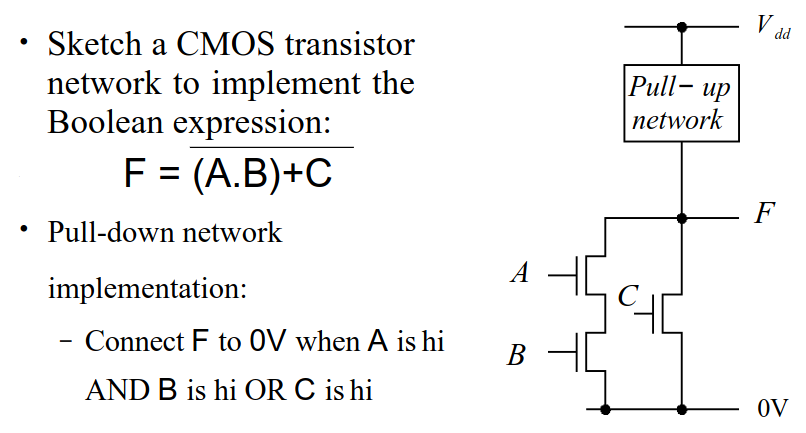 • Sketch a CMOS transistor
network to implement the
Boolean expression:
F = \overline{(A.B)+C}
• Pull-down network
implementation:
– Connect F to 0V when A is hi
AND B is hi OR C is hi
V dd
Pull− up
network
F
A
C
B
0V